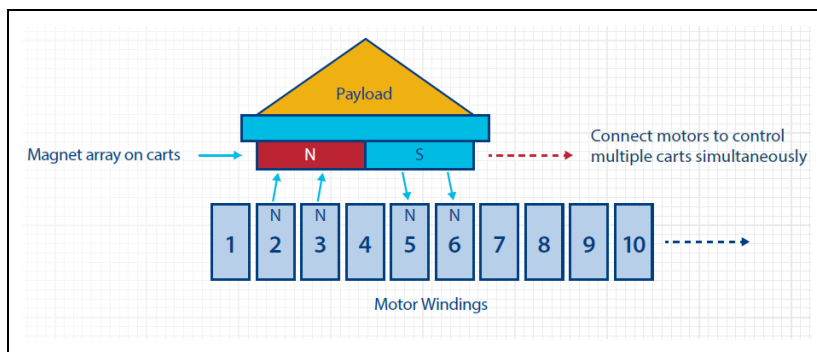 Payload
Magnet array on carts
N
S
Connect motors to control
multiple carts simultaneously
N
N
N
N
1
2
3
4
5
6
7
8
9
10
Motor Windings